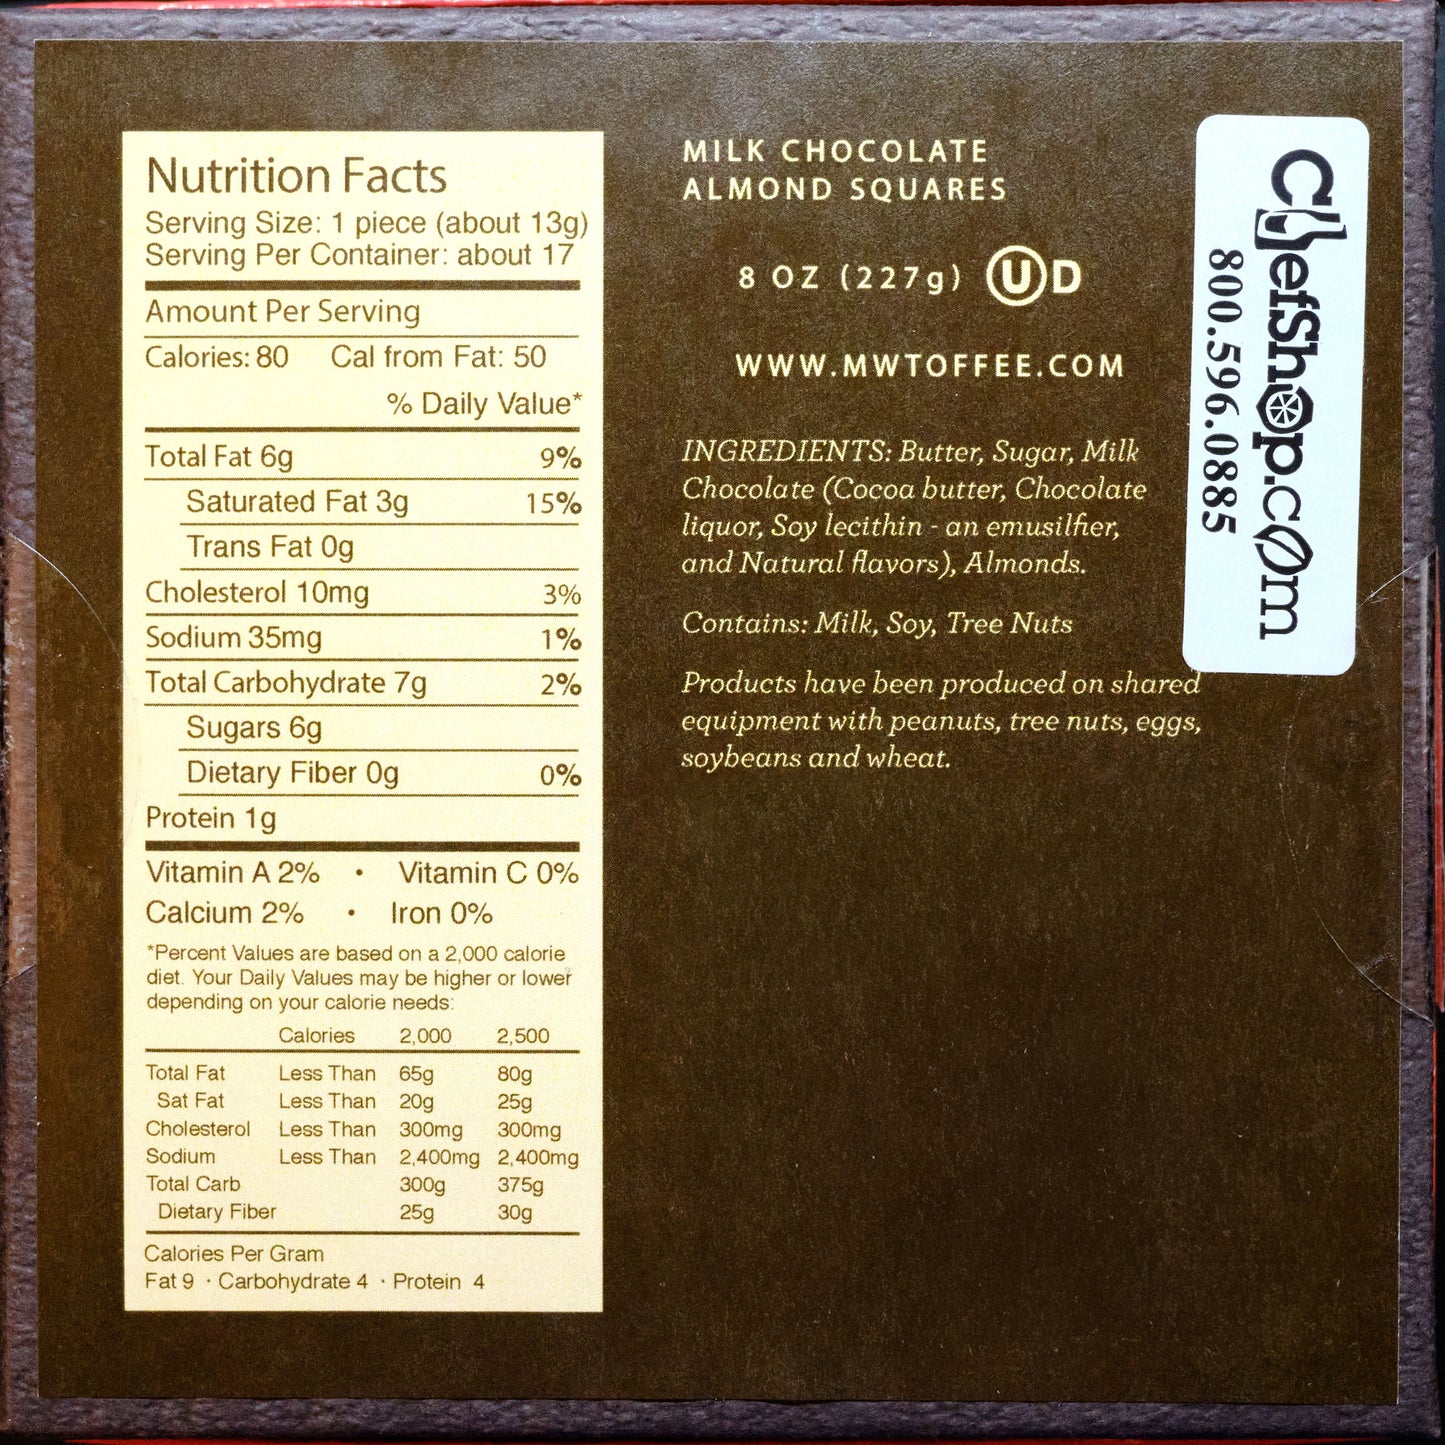 Nutrition Facts
Serving Size: 1 piece (about 13g)
Serving Per Container: about 17
Amount Per Serving
Calories: 80 Cal from Fat: 50
% Daily Value*
Total Fat 6g 9%
Saturated Fat 3g 15%
Trans Fat 0g
Cholesterol 10mg 3%
Sodium 35mg 1%
Total Carbohydrate 7g 2%
Sugars 6g
Dietary Fiber 0g 0%
Protein 1g
Vitamin A 2% • Vitamin C 0%
Calcium 2% • Iron 0%
*Percent Values are based on a 2,000 calorie
diet. Your Daily Values may be higher or lower
depending on your calorie needs:
Calories 2,000 2,500
Total Fat Less Than 65g 80g
Sat Fat Less Than 20g 25g
Cholesterol Less Than 300mg 300mg
Sodium Less Than 2,400mg 2,400mg
Total Carb 300g 375g
Dietary Fiber 25g 30g
Calories Per Gram
Fat 9 · Carbohydrate 4 · Protein 4
MILK CHOCOLATE
ALMOND SQUARES
8 OZ (227g) U D
WWW.MWTOFFEE.COM
INGREDIENTS: Butter, Sugar, Milk
Chocolate (Cocoa butter, Chocolate
liquor, Soy lecithin - an emusilfier,
and Natural flavors), Almonds.
Contains: Milk, Soy, Tree Nuts
Products have been produced on shared
equipment with peanuts, tree nuts, eggs,
soybeans and wheat.
ChefShop.com
800.596.0885